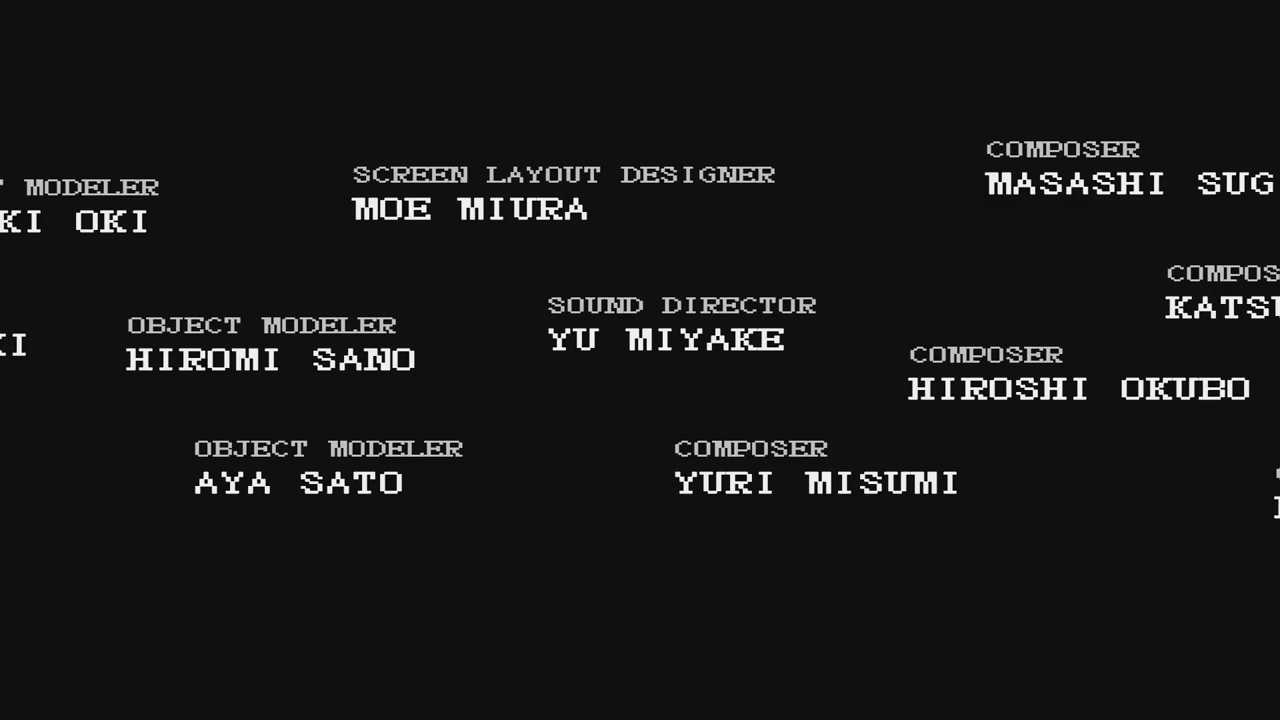 MODELER
OKI
SCREEN LAYOUT DESIGNER
MOE MIURA
COMPOSER
MASASHI
OBJECT MODELER
HIROMI SANO
SOUND DIRECTOR
YU MIYAKE
COMPOSER
HIROSHI OKUBO
OBJECT MODELER
AYA SATO
COMPOSER
YURI MISUMI